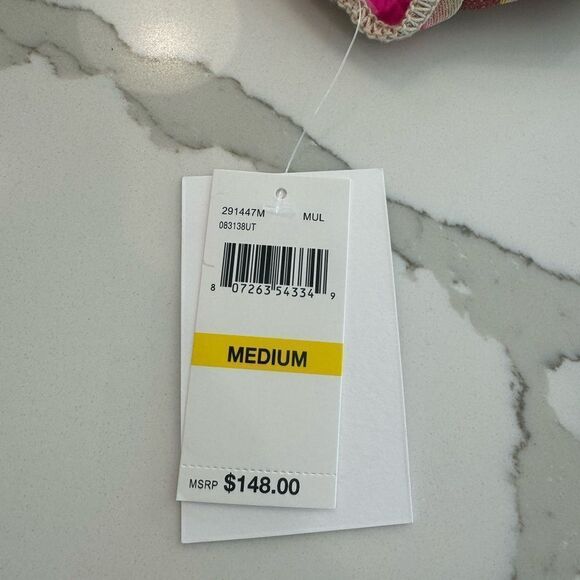 291447M MUL
083138UT
8 07263 54334 9
MEDIUM
MSRP $148.00